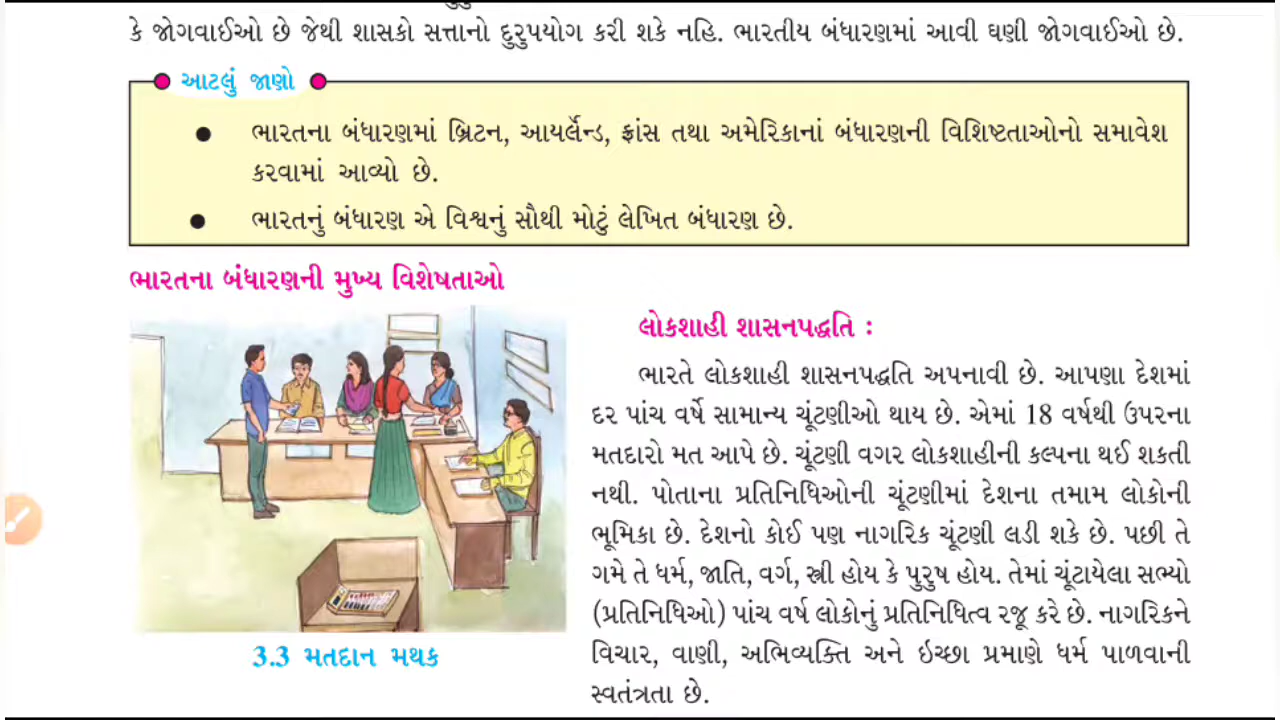 કે જોગવાઈઓ છે જેથી શાસકો સત્તાનો દુરુપયોગ કરી શકે નહિ. ભારતીય બંધારણમાં આવી ઘણી જોગવાઈઓ છે.
આટલું જાણો
● ભારતના બંધારણમાં બ્રિટન, આયર્લેન્ડ, ફ્રાંસ તથા અમેરિકાનાં બંધારણની વિશિષ્ટતાઓનો સમાવેશ
કરવામાં આવ્યો છે.
● ભારતનું બંધારણ એ વિશ્વનું સૌથી મોટું લેખિત બંધારણ છે.
ભારતના બંધારણની મુખ્ય વિશેષતાઓ
લોકશાહી શાસનપદ્ધતિ :
ભારતે લોકશાહી શાસનપદ્ધતિ અપનાવી છે. આપણા દેશમાં
દર પાંચ વર્ષે સામાન્ય ચૂંટણીઓ થાય છે. એમાં 18 વર્ષથી ઉપરના
મતદારો મત આપે છે. ચૂંટણી વગર લોકશાહીની કલ્પના થઈ શકતી
નથી. પોતાના પ્રતિનિધિઓની ચૂંટણીમાં દેશના તમામ લોકોની
ભૂમિકા છે. દેશનો કોઈ પણ નાગરિક ચૂંટણી લડી શકે છે. પછી તે
ગમે તે ધર્મ, જાતિ, વર્ગ, સ્ત્રી હોય કે પુરુષ હોય. તેમાં ચૂંટાયેલા સભ્યો
(પ્રતિનિધિઓ) પાંચ વર્ષ લોકોનું પ્રતિનિધિત્વ રજૂ કરે છે. નાગરિકને
વિચાર, વાણી, અભિવ્યક્તિ અને ઇચ્છા પ્રમાણે ધર્મ પાળવાની
સ્વતંત્રતા છે.
3.3 મતદાન મથક